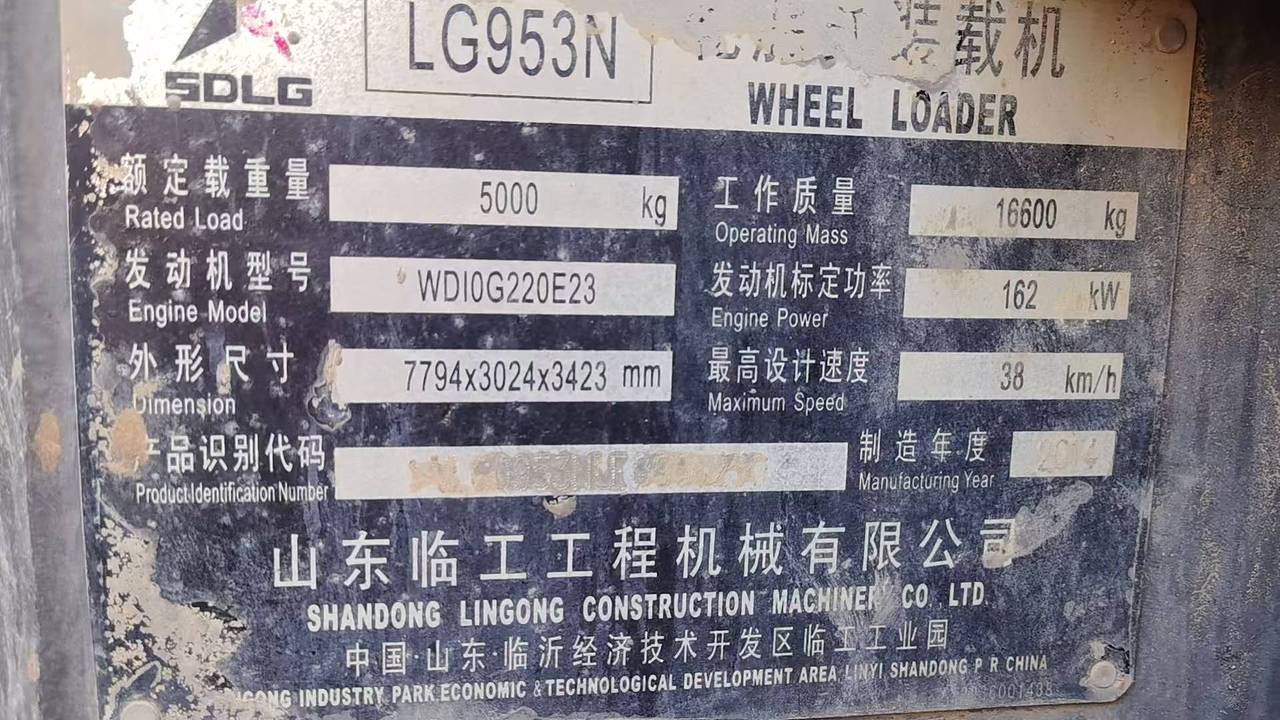 SDLG
LG953N
装载机
WHEEL LOADER
额定载重量 5000 kg
Rated Load
工作质量 16600 kg
Operating Mass
发动机型号 WD10G220E23
Engine Model
发动机标定功率 162 kW
Engine Power
外形尺寸 7794x3024x3423 mm
Dimension
最高设计速度 38 km/h
Maximum Speed
产品识别代码
Product Identification Number
制造年度 2014
Manufacturing Year
山东临工工程机械有限公司
SHANDONG LINGONG CONSTRUCTION MACHINERY CO.,LTD.
中国·山东·临沂经济技术开发区临工工业园
INDUSTRY PARK,ECONOMIC & TECHNOLOGICAL DEVELOPMENT AREA, LINYI SHANDONG P R CHINA